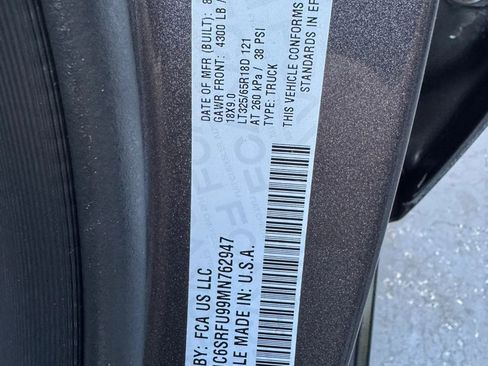 BY: FCA US LLC
DATE OF MFR (BUILT): 8
GAWR FRONT: 4300 LB /
18X9.0
LT325/65R18D 121
AT 260 kPa / 38 PSI
TYPE: TRUCK
THIS VEHICLE CONFORMS
STANDARDS IN EF
C6SRFU99MN762947
LE MADE IN: U.S.A.